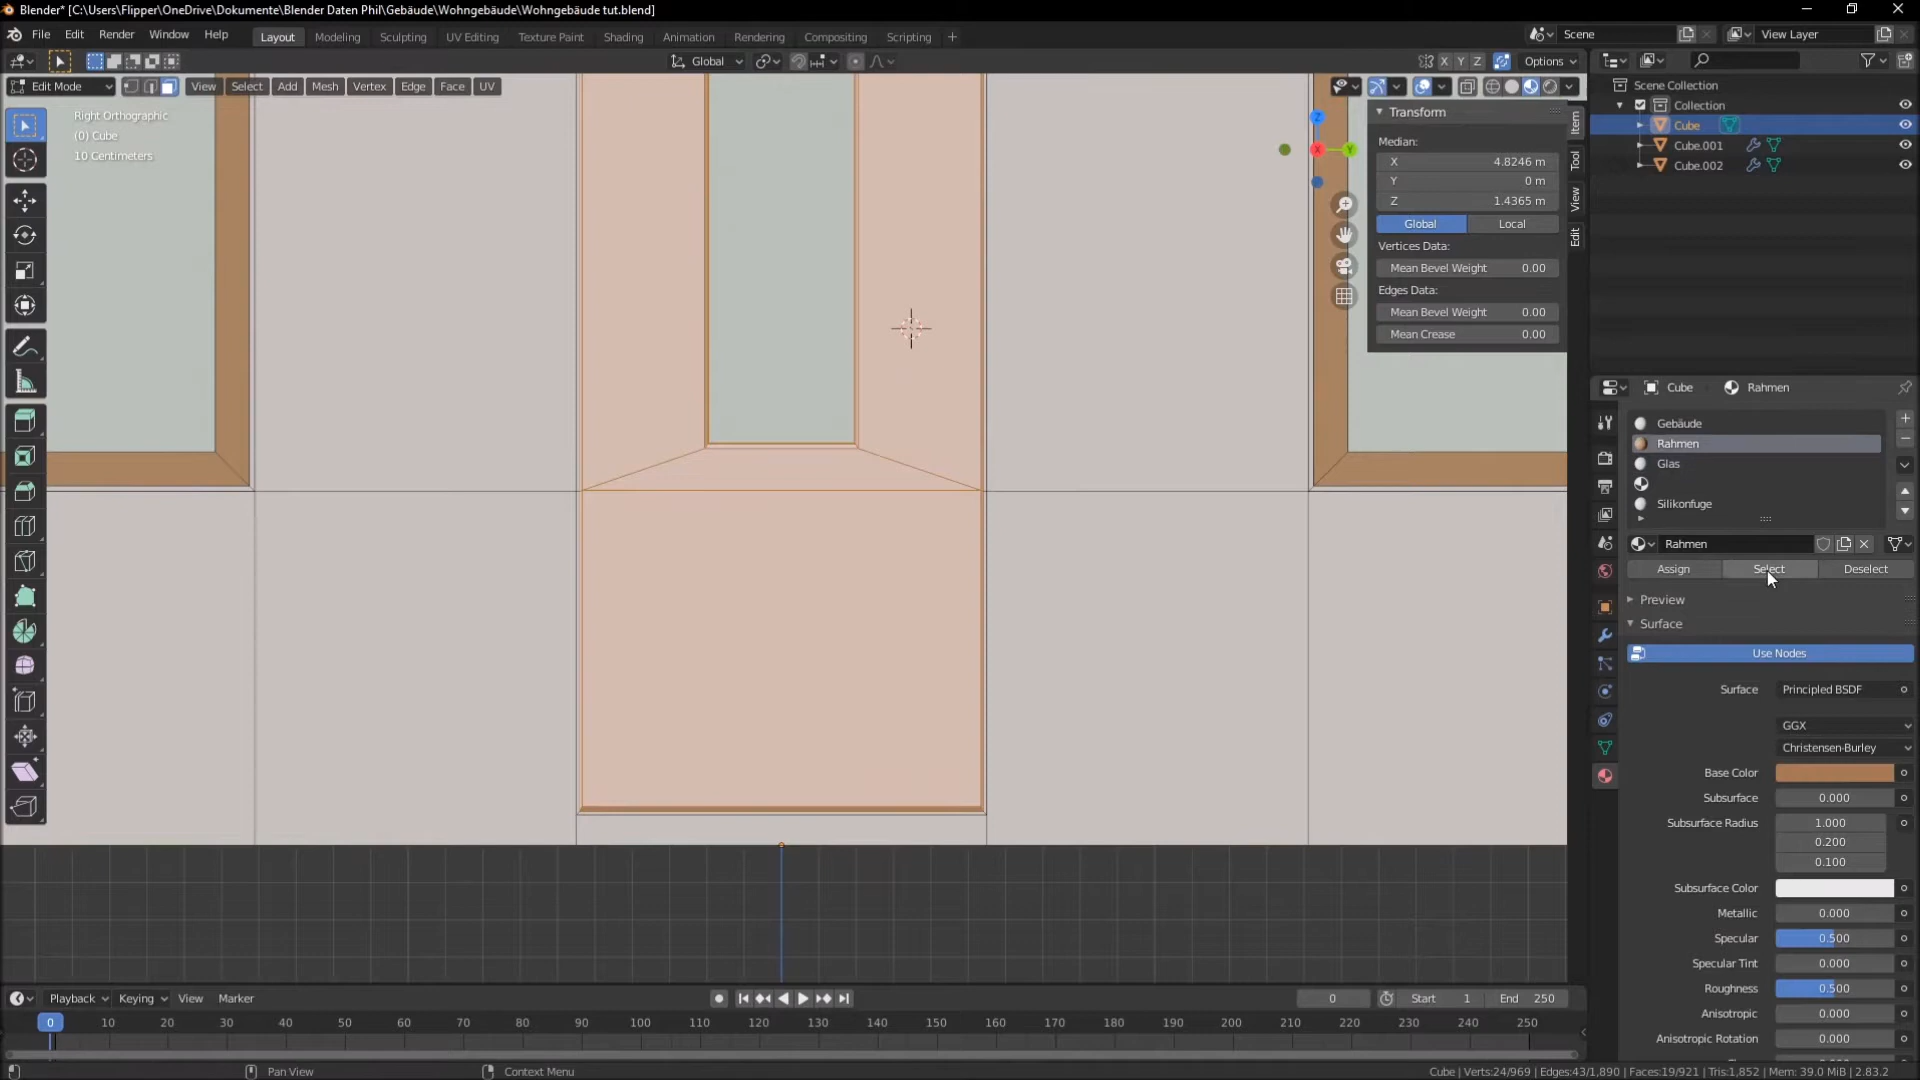 Blender* [C:\Users\Flipper\OneDrive\Dokumente\Blender Daten Phil\Gebäude\Wohngebäude\Wohngebäude tut.blend]
File Edit Render Window Help Layout Modeling Sculpting UV Editing Texture Paint Shading Animation Rendering Compositing Scripting + Scene View Layer
Global X Y Z Options
Edit Mode View Select Add Mesh Vertex Edge Face UV
Right Orthographic
(0) Cube
10 Centimeters
Z
X
Y
Transform
Median:
X 4.8246 m
Y 0 m
Z 1.4365 m
Global Local
Vertices Data:
Mean Bevel Weight 0.00
Edges Data:
Mean Bevel Weight 0.00
Mean Crease 0.00
Item
Tool
View
Edit
Scene Collection
Collection
Cube
Cube.001
Cube.002
Cube Rahmen
Gebäude
Rahmen
Glas
Silikonfuge
Rahmen
Assign Select Deselect
Preview
Surface
Use Nodes
Surface Principled BSDF
GGX
Christensen-Burley
Base Color
Subsurface 0.000
Subsurface Radius 1.000
0.200
0.100
Subsurface Color
Metallic 0.000
Specular 0.500
Specular Tint 0.000
Roughness 0.500
Anisotropic 0.000
Anisotropic Rotation 0.000
Playback Keying View Marker 0 Start 1 End 250
0 10 20 30 40 50 60 70 80 90 100 110 120 130 140 150 160 170 180 190 200 210 220 230 240 250
Pan View Context Menu Cube | Verts:24/969 | Edges:43/1,890 | Faces:19/921 | Tris:1,852 | Mem: 39.0 MiB | 2.83.2